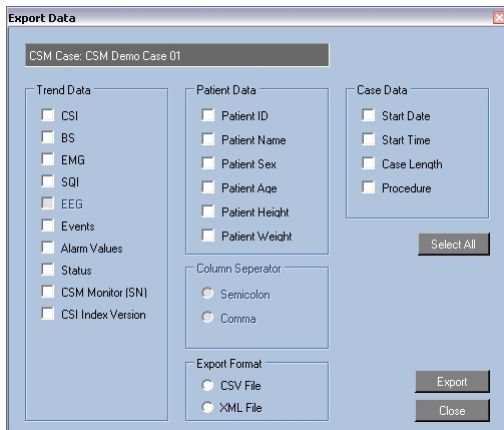 Export Data
CSM Case: CSM Demo Case 01
Trend Data
CSI
BS
EMG
SQI
EEG
Events
Alarm Values
Status
CSM Monitor (SN)
CSI Index Version
Patient Data
Patient ID
Patient Name
Patient Sex
Patient Age
Patient Height
Patient Weight
Column Seperator
Semicolon
Comma
Export Format
CSV File
XML File
Case Data
Start Date
Start Time
Case Length
Procedure
Select All
Export
Close